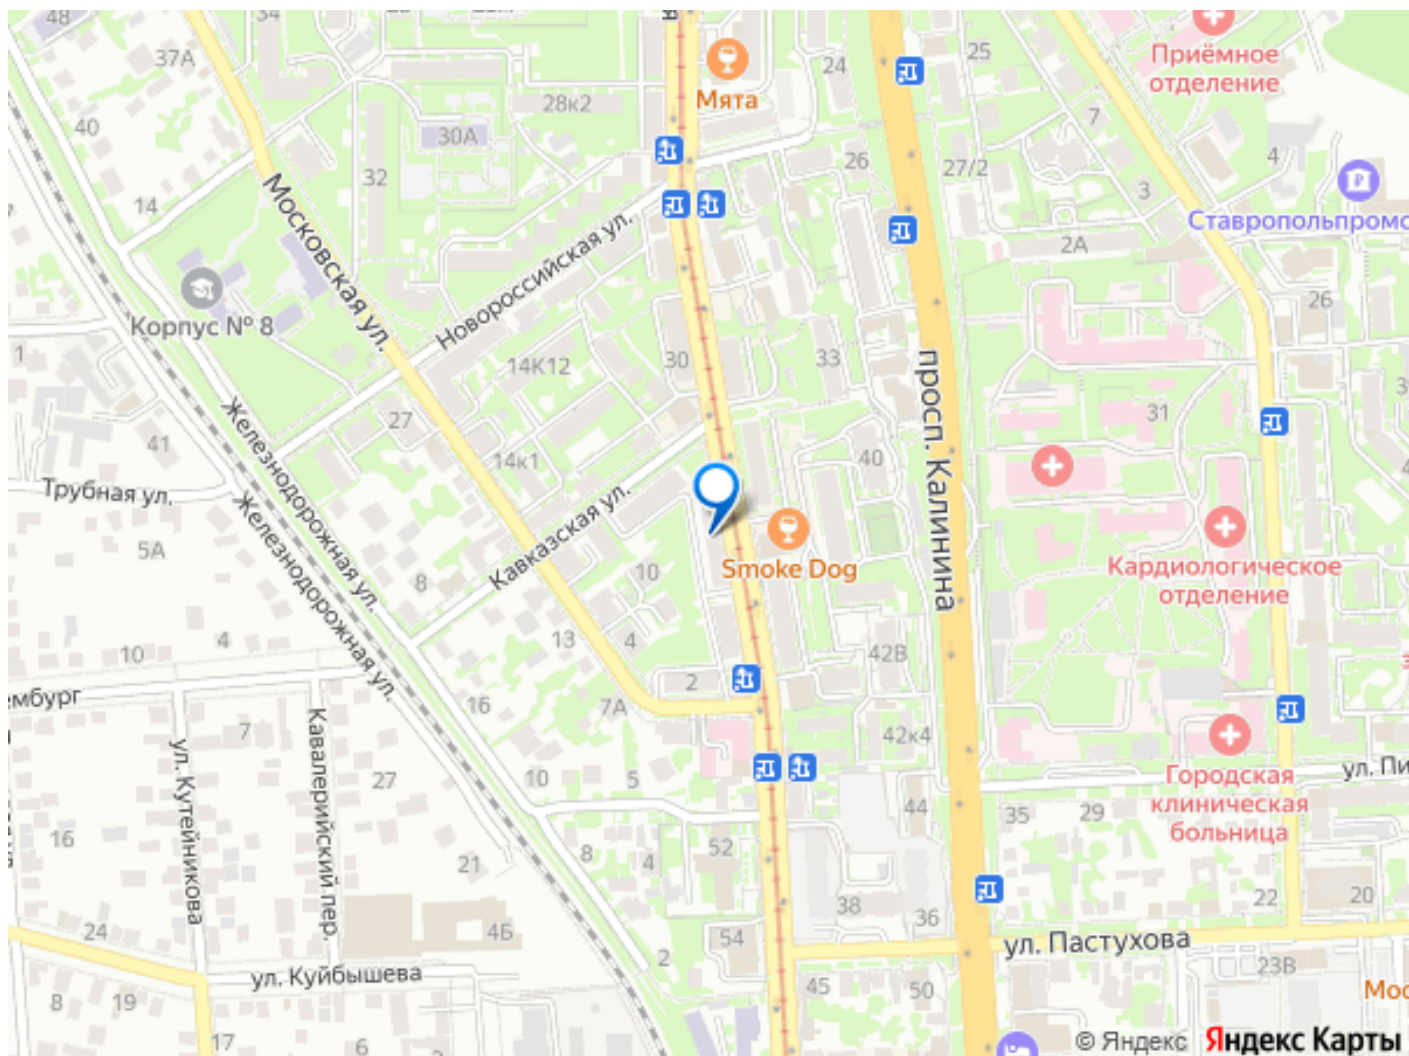 48
34
37А
40
14
30А
28к2
32
Мята
24
25
Приёмное
отделение
7
4
26
27/2
3
2А
Ставропольпромс
26
Московская ул.
Новороссийская ул.
Корпус № 8
1
14К12
30
33
31
просп. Калинина
27
41
14к1
40
Железнодорожная ул.
Трубная ул.
5А
Железнодорожная ул.
Кавказская ул.
8
10
Smoke Dog
Кардиологическое
отделение
13
4
10
4
42В
2
7А
16
ембург
7
ул. Кутейникова
Кавалерийский пер.
27
10
5
42к4
Городская
клиническая
больница
ул. Пи
44
35
29
16
21
8
4
52
38
36
22
20
24
4Б
54
2
ул. Пастухова
23В
ул. Куйбышева
8
19
17
6
45
50
Мос
© Яндекс
Яндекс Карты